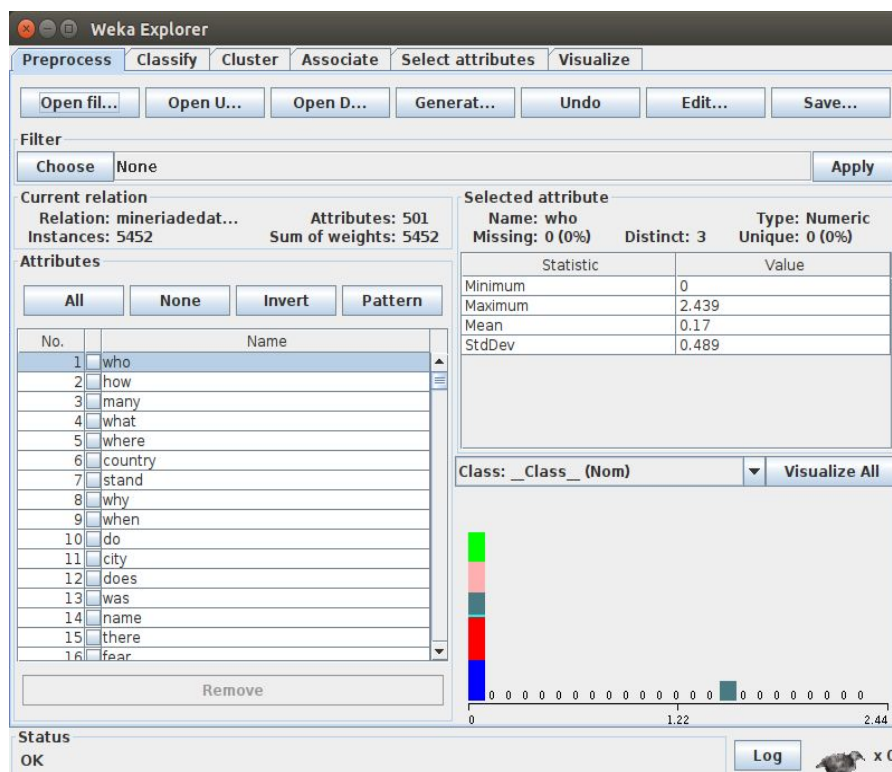 Weka Explorer
Preprocess Classify Cluster Associate Select attributes Visualize
Open fil... Open U... Open D... Generat... Undo Edit... Save...
Filter
Choose None Apply
Current relation
Relation: mineriadedat... Attributes: 501
Instances: 5452 Sum of weights: 5452
Selected attribute
Name: who Type: Numeric
Missing: 0 (0%) Distinct: 3 Unique: 0 (0%)
Statistic Value
Minimum 0
Maximum 2.439
Mean 0.17
StdDev 0.489
Attributes
All None Invert Pattern
No. Name
1 who
2 how
3 many
4 what
5 where
6 country
7 stand
8 why
9 when
10 do
11 city
12 does
13 was
14 name
15 there
16 fear
Remove
Class: __Class__ (Nom) Visualize All
0 0 0 0 0 0 0 0 0 0 0 0 0 0 0 0 0 0 0 0 0 0
0 1.22 2.44
Status
OK
Log x 0